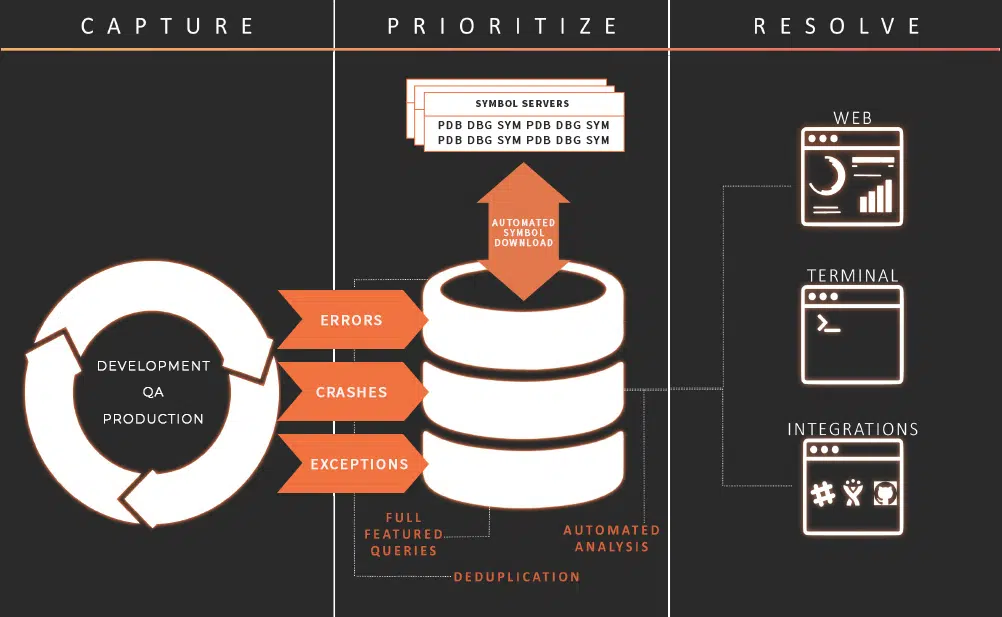 CAPTURE
PRIORITIZE
RESOLVE
SYMBOL SERVERS
PDB DBG SYM PDB DBG SYM
PDB DBG SYM PDB DBG SYM
AUTOMATED
SYMBOL
DOWNLOAD
DEVELOPMENT
QA
PRODUCTION
ERRORS
CRASHES
EXCEPTIONS
FULL
FEATURED
QUERIES
AUTOMATED
ANALYSIS
DEDUPLICATION
WEB
TERMINAL
INTEGRATIONS